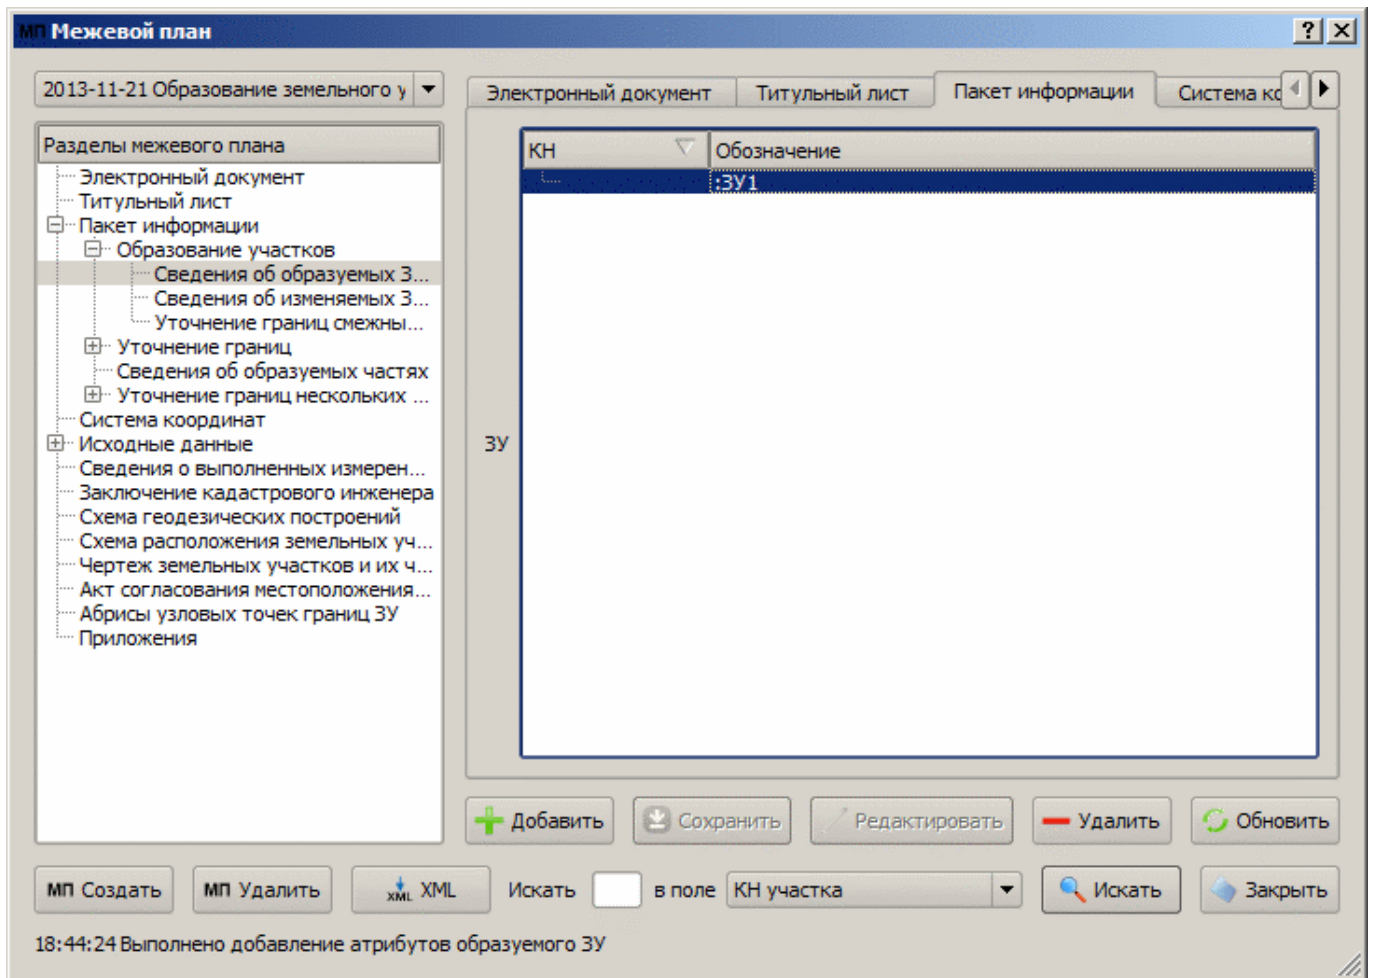 МП Межевой план
2013-11-21 Образование земельного у
Разделы межевого плана
Электронный документ
Титульный лист
Пакет информации
Образование участков
Сведения об образуемых З...
Сведения об изменяемых З...
Уточнение границ смежны...
Уточнение границ
Сведения об образуемых частях
Уточнение границ нескольких ...
Система координат
Исходные данные
Сведения о выполненных измерен...
Заключение кадастрового инженера
Схема геодезических построений
Схема расположения земельных уч...
Чертеж земельных участков и их ч...
Акт согласования местоположения...
Абрисы узловых точек границ ЗУ
Приложения
Электронный документ Титульный лист Пакет информации Система ко
КН Обозначение
:ЗУ1
ЗУ
Добавить Сохранить Редактировать Удалить Обновить
МП Создать МП Удалить XML XML Искать в поле КН участка Искать Закрыть
18:44:24 Выполнено добавление атрибутов образуемого ЗУ